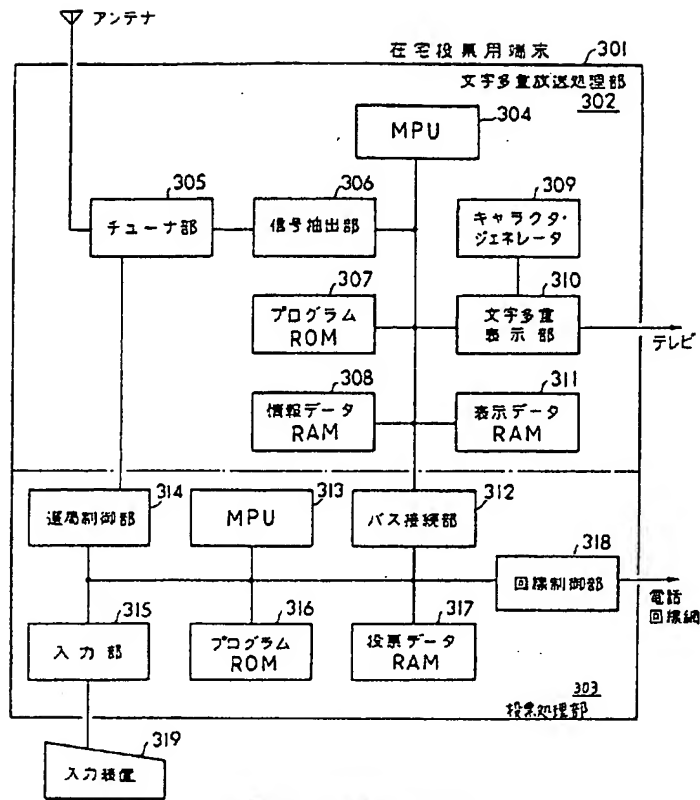 アンテナ
在宅投票用端末
301
文字多重放送処理部
302
MPU
304
305
チューナ部
306
信号抽出部
309
キャラクタ・
ジェネレータ
307
プログラム
ROM
310
文字多重
表示部
テレビ
308
情報データ
RAM
311
表示データ
RAM
314
選局制御部
313
MPU
312
バス接続部
318
回線制御部
電話
回線網
315
入力部
316
プログラム
ROM
317
投票データ
RAM
303
投票処理部
319
入力装置